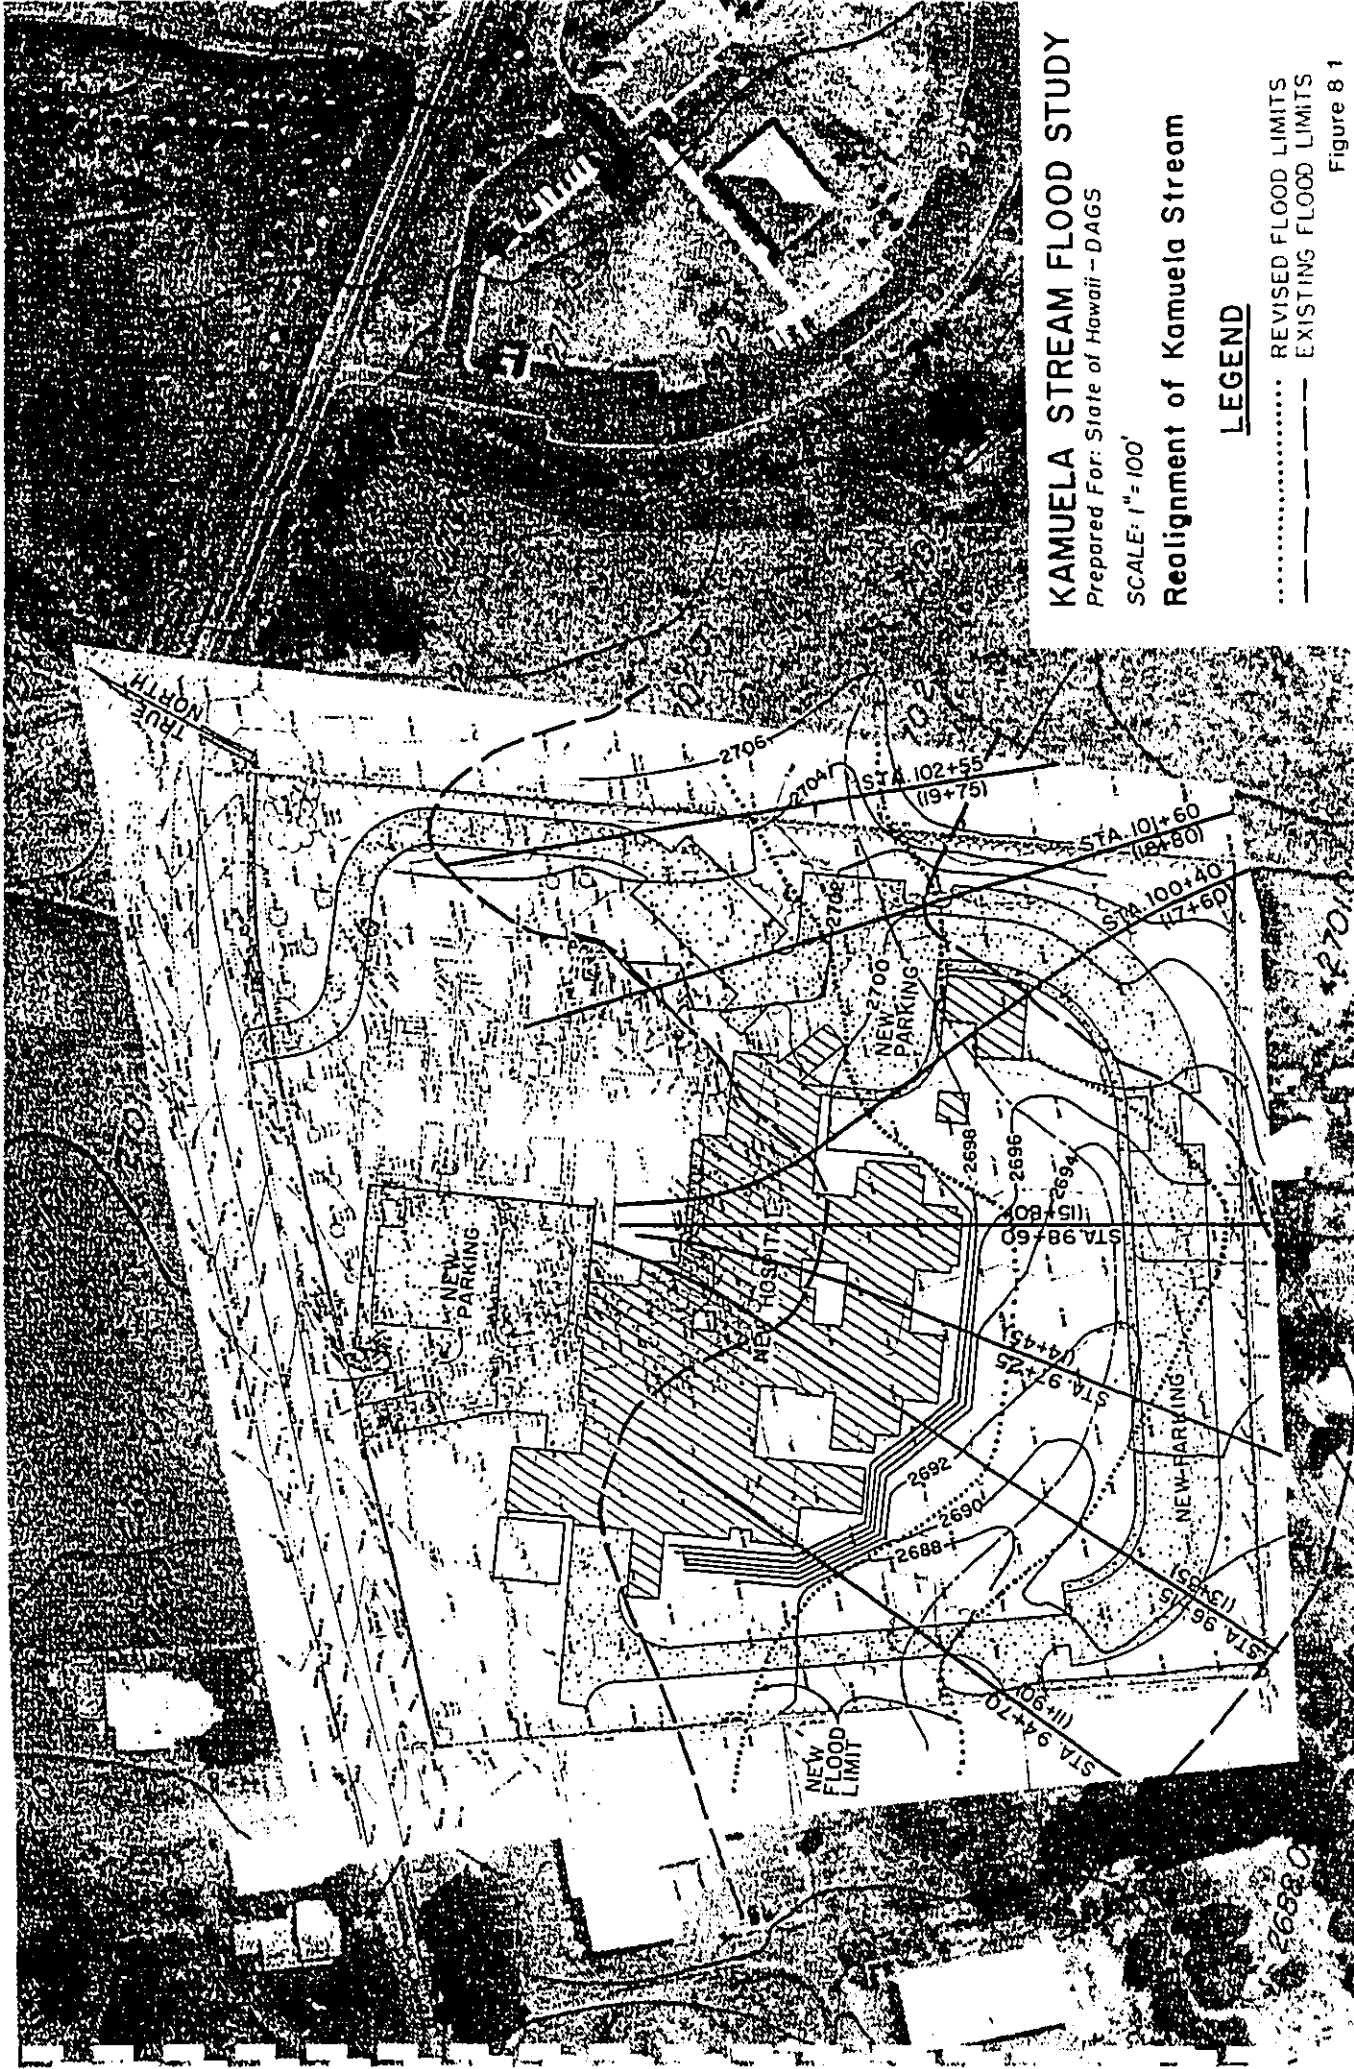 KAMUELA STREAM FLOOD STUDY
Prepared For: State of Hawaii - DAGS
SCALE: 1"=100'
Realignment of Kamuela Stream
LEGEND
REVISED FLOOD LIMITS
EXISTING FLOOD LIMITS
Figure 8 1
TRUE
NORTH
2706
2704
STA. 102+55
(19+75)
STA. 101+60
(18+80)
STA. 100+40
(17+60)
2702
2700
NEW
PARKING
2698
2696
2694
STA. 98+60
(15+80)
NEW
PARKING
NEW HOSPITAL
STA. 97+25
(14+45)
NEW PARKING
2692
2690
2688
STA 96+15
(13+35)
STA 94+70
(11+90)
NEW
FLOOD
LIMIT
2688.0